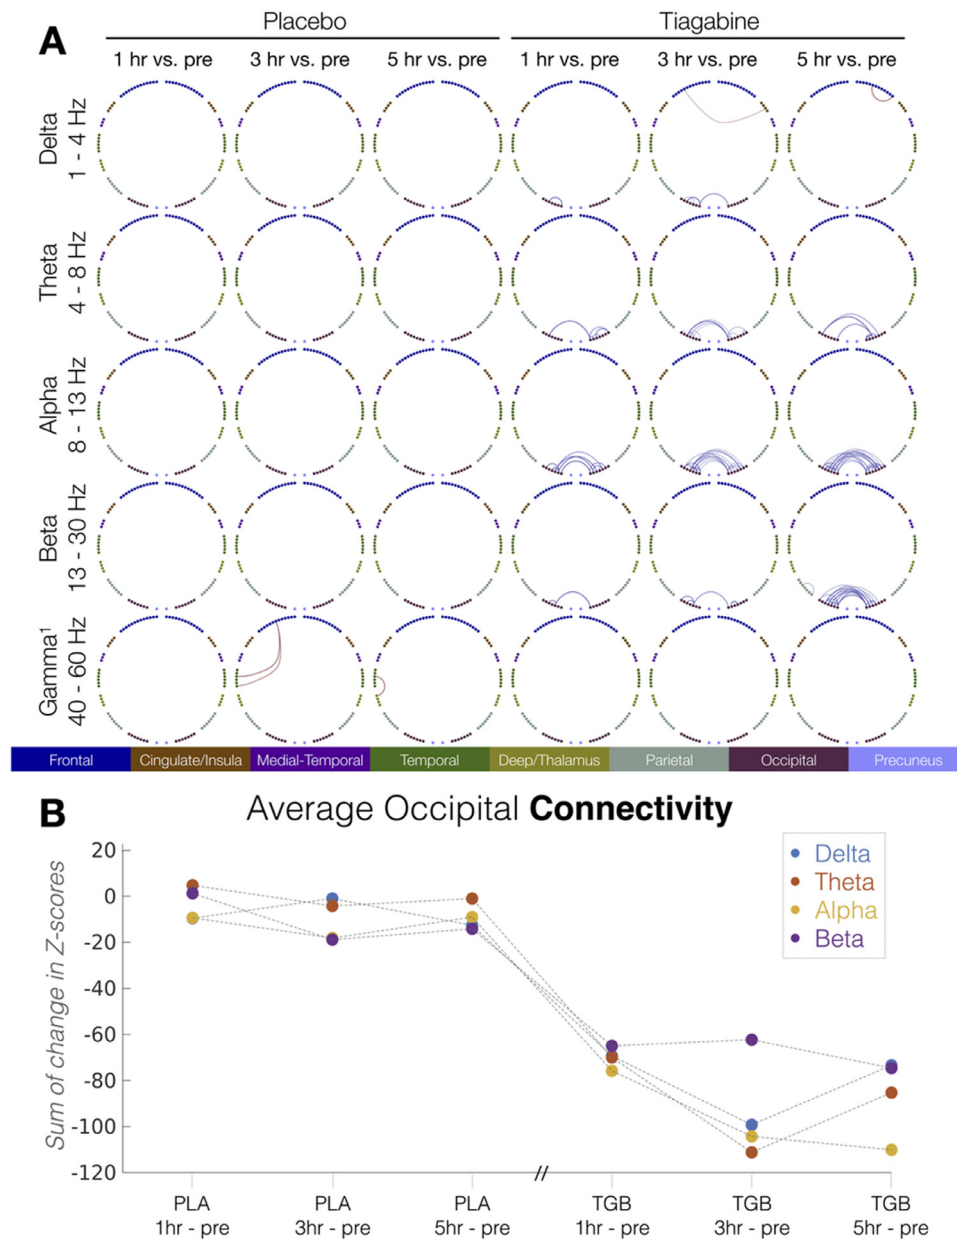 A
Placebo
Tiagabine
1 hr vs. pre
3 hr vs. pre
5 hr vs. pre
1 hr vs. pre
3 hr vs. pre
5 hr vs. pre
Delta
1 - 4 Hz
Theta
4 - 8 Hz
Alpha
8 - 13 Hz
Beta
13 - 30 Hz
Gamma¹
40 - 60 Hz
Frontal
Cingulate/Insula
Medial-Temporal
Temporal
Deep/Thalamus
Parietal
Occipital
Precuneus
B
Average Occipital Connectivity
Sum of change in Z-scores
20
0
-20
-40
-60
-80
-100
-120
Delta
Theta
Alpha
Beta
PLA
1hr - pre
PLA
3hr - pre
PLA
5hr - pre
//
TGB
1hr - pre
TGB
3hr - pre
TGB
5hr - pre